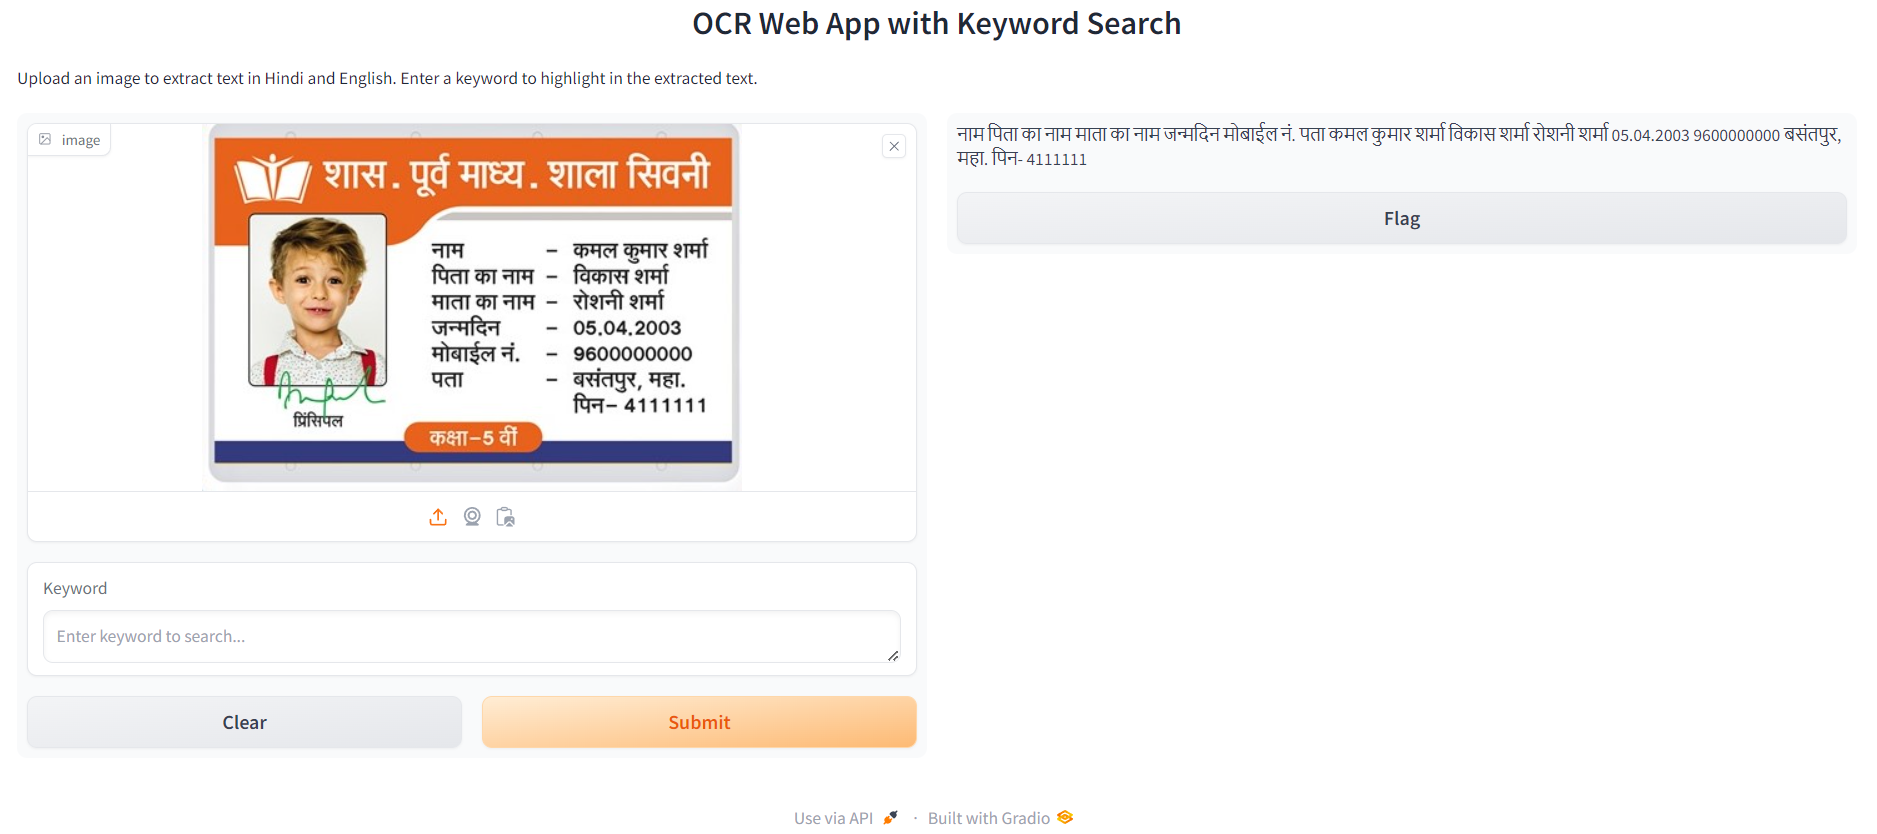 OCR Web App with Keyword Search
Upload an image to extract text in Hindi and English. Enter a keyword to highlight in the extracted text.
image
शास. पूर्व माध्य. शाला सिवनी
नाम – कमल कुमार शर्मा
पिता का नाम – विकास शर्मा
माता का नाम – रोशनी शर्मा
जन्मदिन – 05.04.2003
मोबाईल नं. – 9600000000
पता – बसंतपुर, महा.
पिन– 4111111
प्रिंसिपल
कक्षा–5 वीं
Keyword
Enter keyword to search...
Clear
Submit
नाम पिता का नाम माता का नाम जन्मदिन मोबाईल नं. पता कमल कुमार शर्मा विकास शर्मा रोशनी शर्मा 05.04.2003 9600000000 बसंतपुर,
महा. पिन- 4111111
Flag
Use via API · Built with Gradio